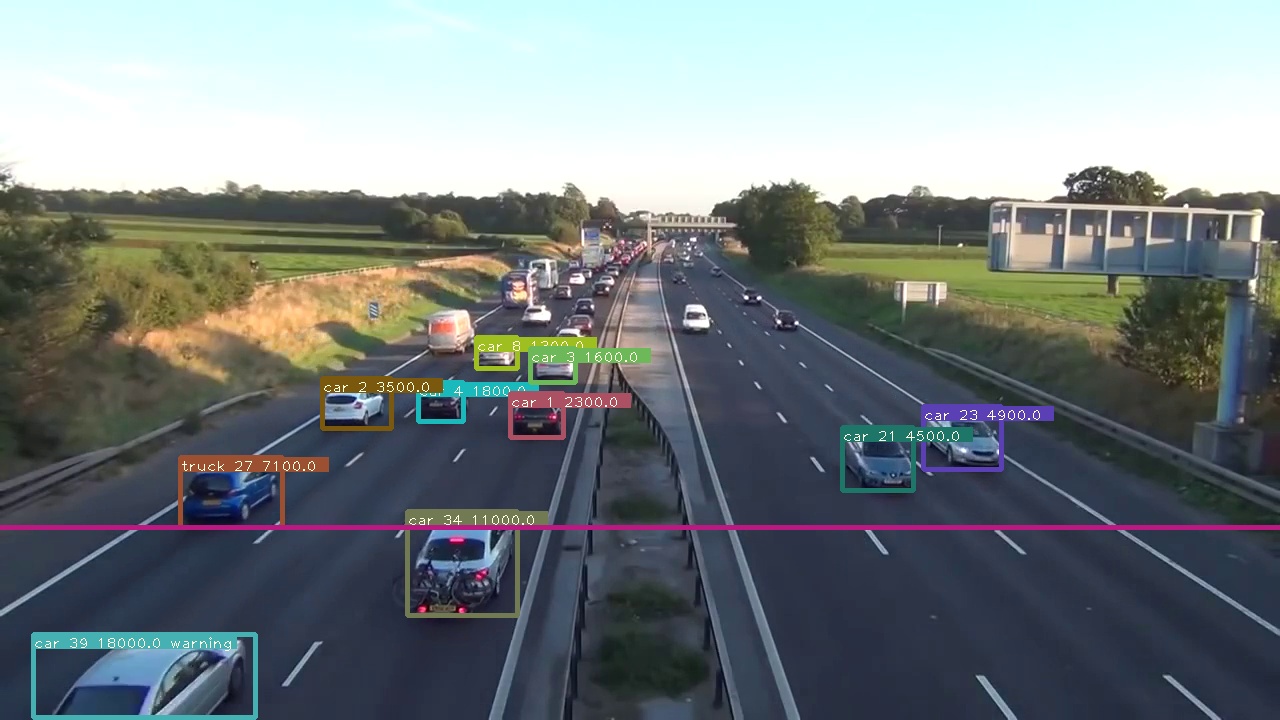 car 8 1300.0
car 3 1600.0
car 2 3500.0
car 4 1800.0
car 1 2300.0
car 23 4900.0
car 21 4500.0
truck 27 7100.0
car 34 11000.0
car 39 18000.0 warning